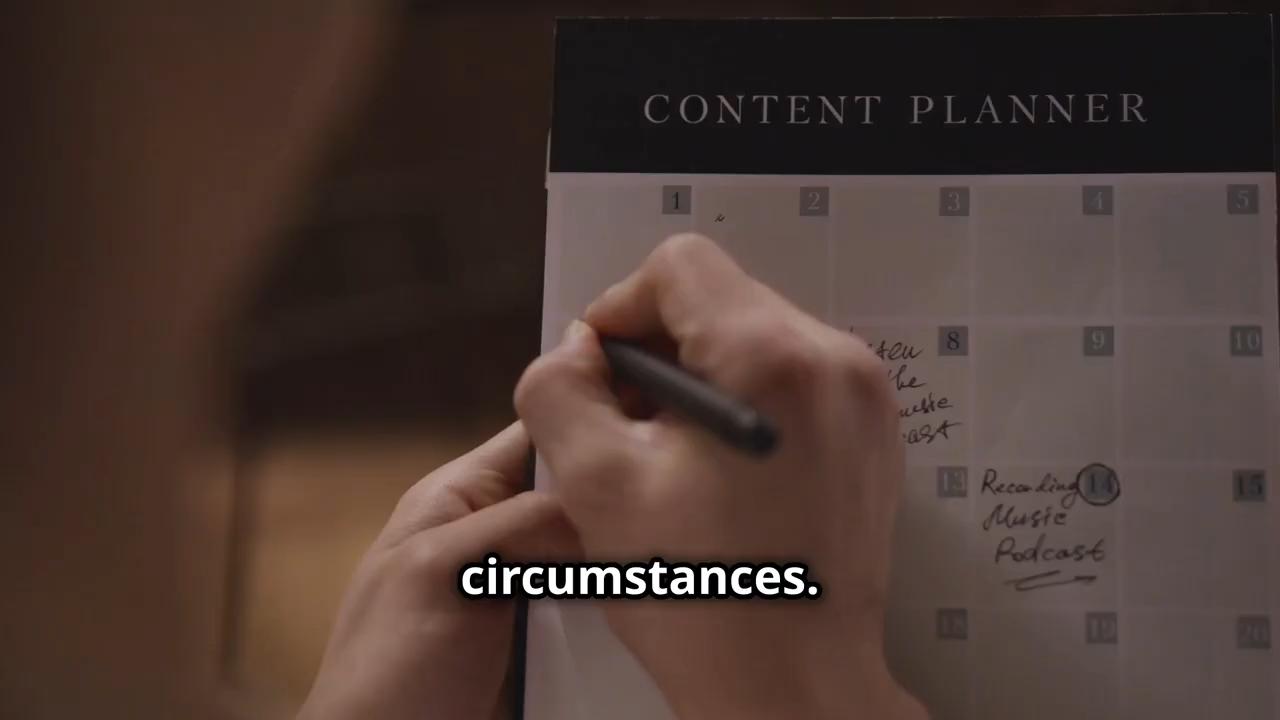 CONTENT PLANNER
1 2 3 4 5
8 9 10
the
13 14 15
Recording
Music
Podcast
circumstances.
18 19 20